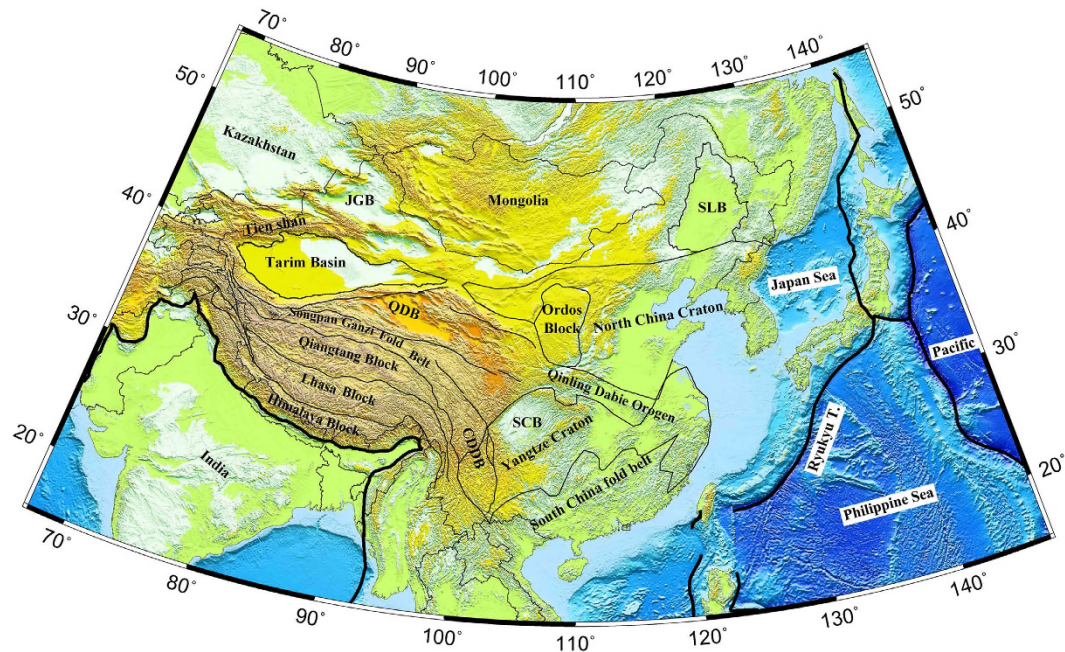 70° 80° 90° 100° 110° 120° 130° 140°
50°
50°
Kazakhstan
JGB
Mongolia
SLB
40°
40°
Tien shan
Tarim Basin
Japan Sea
QDB
Ordos
Block
North China Craton
30°
30°
Songpan Ganzi Fold Belt
Qiangtang Block
Pacific
Lhasa Block
Qinling Dabie Orogen
Himalaya Block
SCB
CDDB
Yangtze Craton
Ryukyu T.
20°
20°
India
South China fold belt
Philippine Sea
70° 80° 90° 100° 110° 120° 130° 140°